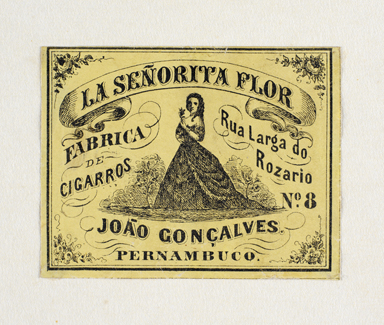 LA SEÑORITA FLOR
FABRICA
DE
CIGARROS
Rua Larga do
Rozario
Nº 8
JOÃO GONÇALVES.
PERNAMBUCO.